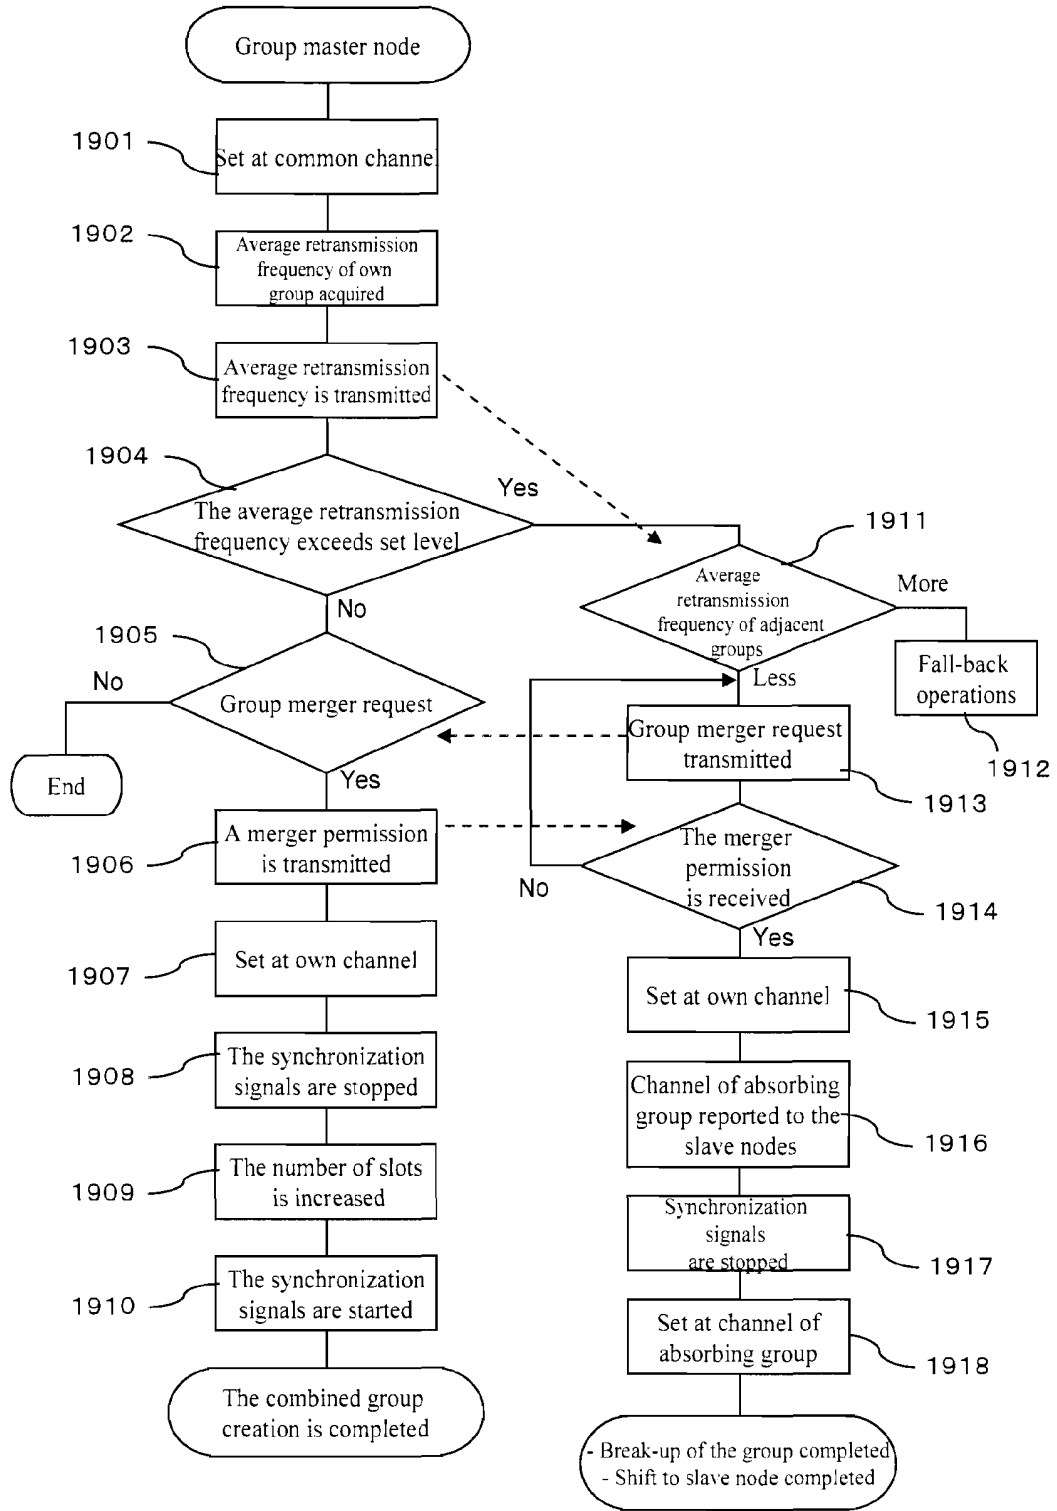 Group master node
1901
Set at common channel
1902
Average retransmission
frequency of own
group acquired
1903
Average retransmission
frequency is transmitted
1904
The average retransmission
frequency exceeds set level
Yes
No
1905
Group merger request
No
End
Yes
1906
A merger permission
is transmitted
1907
Set at own channel
1908
The synchronization
signals are stopped
1909
The number of slots
is increased
1910
The synchronization
signals are started
The combined group
creation is completed
1911
Average
retransmission
frequency of adjacent
groups
More
Fall-back
operations
1912
Less
Group merger request
transmitted
1913
The merger
permission
is received
No
1914
Yes
Set at own channel
1915
Channel of absorbing
group reported to the
slave nodes
1916
Synchronization
signals
are stopped
1917
Set at channel of
absorbing group
1918
- Break-up of the group completed
- Shift to slave node completed